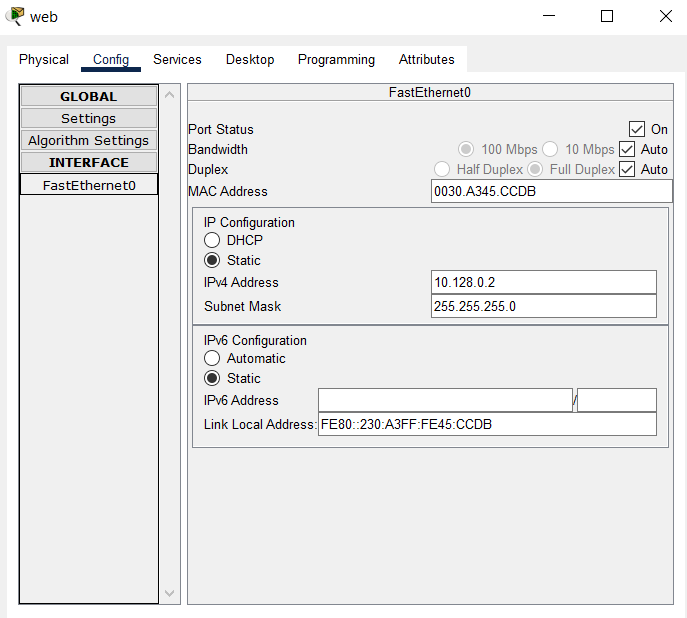 web
Physical Config Services Desktop Programming Attributes
GLOBAL
Settings
Algorithm Settings
INTERFACE
FastEthernet0
FastEthernet0
Port Status On
Bandwidth 100 Mbps 10 Mbps Auto
Duplex Half Duplex Full Duplex Auto
MAC Address 0030.A345.CCDB
IP Configuration
DHCP
Static
IPv4 Address 10.128.0.2
Subnet Mask 255.255.255.0
IPv6 Configuration
Automatic
Static
IPv6 Address /
Link Local Address: FE80::230:A3FF:FE45:CCDB